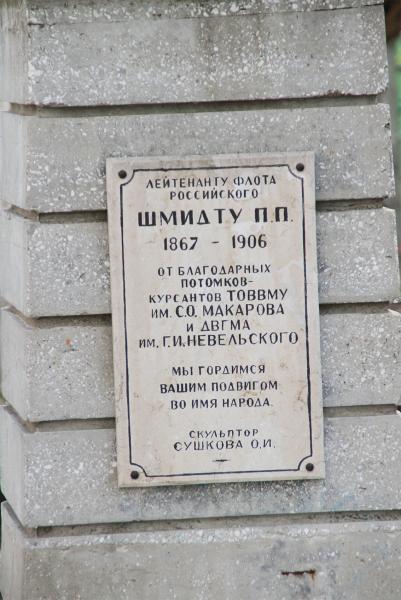 ЛЕЙТЕНАНТУ ФЛОТА
РОССИЙСКОГО
ШМИДТУ П.П.
1867 - 1906
ОТ БЛАГОДАРНЫХ
ПОТОМКОВ-
КУРСАНТОВ ТОВВМУ
ИМ. С.О. МАКАРОВА
И ДВГМА
ИМ. Г.И. НЕВЕЛЬСКОГО
МЫ ГОРДИМСЯ
ВАШИМ ПОДВИГОМ
ВО ИМЯ НАРОДА.
СКУЛЬПТОР
СУШКОВА О.И.